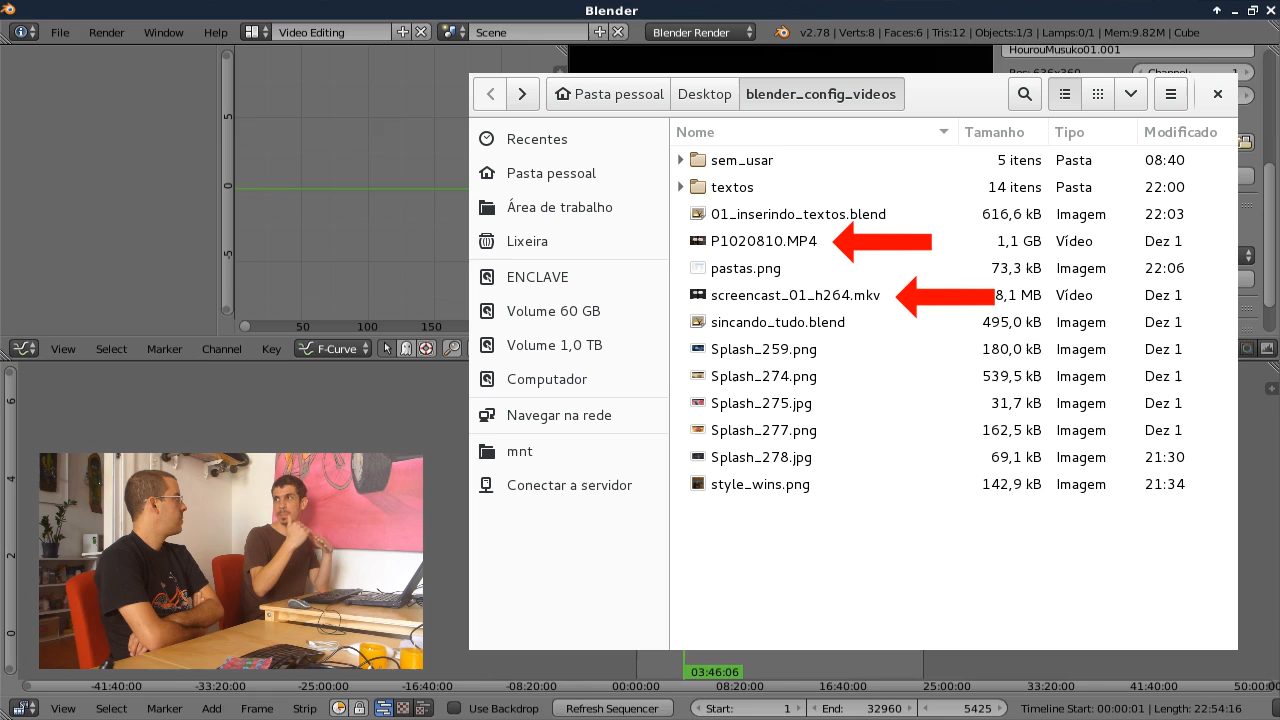 Blender
File Render Window Help Video Editing Scene Blender Render v2.78 | Verts:8 | Faces:6 | Tris:12 | Objects:1/3 | Lamps:0/1 | Mem:9.82M | Cube
HourouMusuko01.001
Pasta pessoal Desktop blender_config_videos
Nome Tamanho Tipo Modificado
Recentes
Pasta pessoal
Área de trabalho
Lixeira
ENCLAVE
Volume 60 GB
Volume 1,0 TB
Computador
Navegar na rede
mnt
Conectar a servidor
sem_usar 5 itens Pasta 08:40
textos 14 itens Pasta 22:00
01_inserindo_textos.blend 616,6 kB Imagem 22:03
P1020810.MP4 1,1 GB Vídeo Dez 1
pastas.png 73,3 kB Imagem 22:06
screencast_01_h264.mkv 8,1 MB Vídeo Dez 1
sincando_tudo.blend 495,0 kB Imagem Dez 1
Splash_259.png 180,0 kB Imagem Dez 1
Splash_274.png 539,5 kB Imagem Dez 1
Splash_275.jpg 31,7 kB Imagem Dez 1
Splash_277.png 162,5 kB Imagem Dez 1
Splash_278.jpg 69,1 kB Imagem 21:30
style_wins.png 142,9 kB Imagem 21:34
5
0
-5
50 100 150
View Select Marker Channel Key F-Curve
6
4
2
0
03:46:06
-41:40:00 -33:20:00 -25:00:00 -16:40:00 -08:20:00 00:00:00 08:20:00 16:40:00 25:00:00 33:20:00 41:40:00 50:00:00
View Select Marker Add Frame Strip Use Backdrop Refresh Sequencer Start: 1 End: 32960 5425 Timeline Start: 00:00:01 | Length: 22:54:16